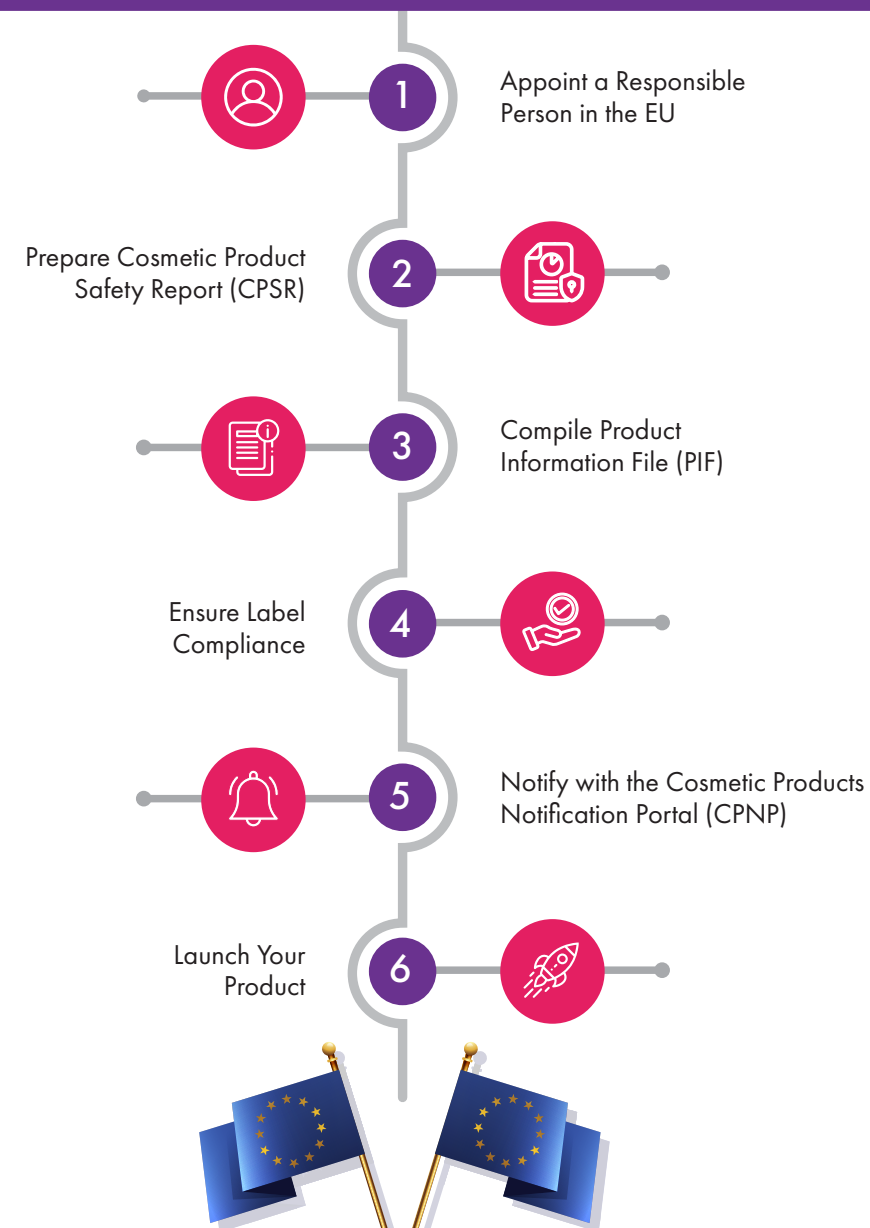 1
Appoint a Responsible
Person in the EU
Prepare Cosmetic Product
Safety Report (CPSR)
2
3
Compile Product
Information File (PIF)
Ensure Label
Compliance
4
5
Notify with the Cosmetic Products
Notification Portal (CPNP)
Launch Your
Product
6